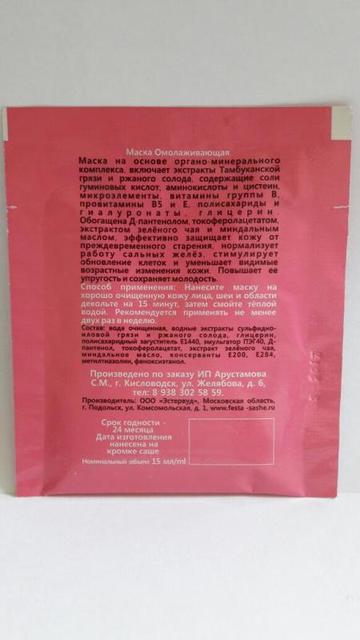 Маска Омолаживающая.
Маска на основе органо-минерального
комплекса, включает экстракты Тамбуканской
грязи и ржаного солода, содержащие соли
гуминовых кислот, аминокислоты и цистеин,
микроэлементы, витамины группы В,
провитамины В5 и Е, полисахариды и
гиалуронаты, глицерин.
Обогащена Д-пантенолом, токоферолацетатом,
экстрактом зелёного чая и миндальным
маслом, эффективно защищает кожу от
преждевременного старения, нормализует
работу сальных желёз, стимулирует
обновление клеток и уменьшает видимые
возрастные изменения кожи. Повышает её
упругость и сохраняет молодость.
Способ применения: Нанесите маску на
хорошо очищенную кожу лица, шеи и области
декольте на 15 минут, затем смойте тёплой
водой. Рекомендуется применять не менее
двух раз в неделю.
Состав: вода очищенная, водные экстракты сульфидно-
иловой грязи и ржаного солода, глицерин,
полисахаридный загуститель Е1440, эмульгатор ПЭГ40, Д-
пантенол, токоферолацетат, экстракт зелёного чая,
миндальное масло, консерванты Е200, Е284,
метилтиазолин, феноксиэтанол.
Произведено по заказу ИП Арустамова
С.М., г. Кисловодск, ул. Желябова, д. 6,
тел: 8 938 302 58 59.
Производитель: ООО «Эстервуд», Московская область,
г. Подольск, ул. Комсомольская, д. 1, www.festa-sashe.ru
Срок годности -
24 месяца
Дата изготовления
нанесена на
кромке саше
Номинальный объем 15 мл/ml